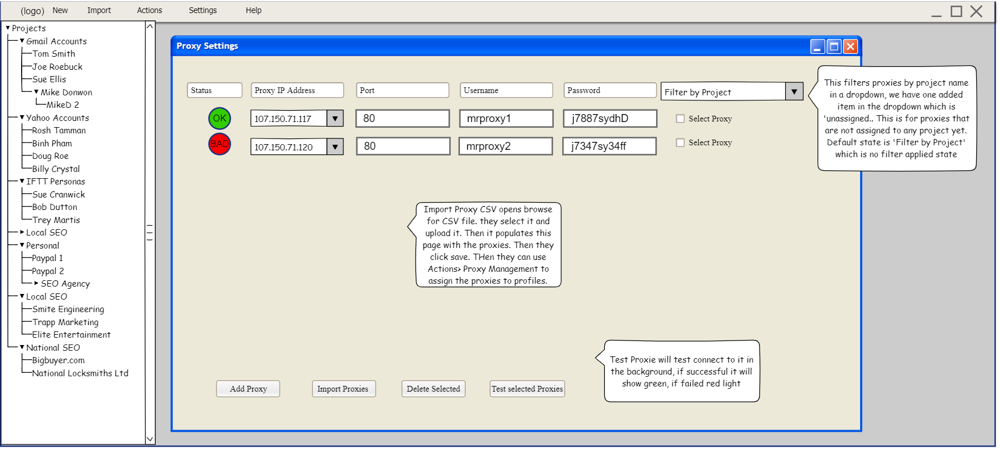 (logo) New Import Actions Settings Help
Projects
Gmail Accounts
Tom Smith
Joe Roebuck
Sue Ellis
Mike Donwon
MikeD 2
Yahoo Accounts
Rosh Tamman
Binh Pham
Doug Roe
Billy Crystal
IFTT Personas
Sue Cranwick
Bob Dutton
Trey Martis
Local SEO
Personal
Paypal 1
Paypal 2
SEO Agency
Local SEO
Smite Engineering
Trapp Marketing
Elite Entertainment
National SEO
Bigbuyer.com
National Locksmiths Ltd
Proxy Settings
Status Proxy IP Address Port Username Password Filter by Project
OK 107.150.71.117 80 mrproxy1 j7887sydhD Select Proxy
BAD 107.150.71.120 80 mrproxy2 j7347sy34ff Select Proxy
This filters proxies by project name
in a dropdown, we have one added
item in the dropdown which is
'unassigned.. This is for proxies that
are not assigned to any project yet.
Default state is 'Filter by Project'
which is no filter applied state
Import Proxy CSV opens browse
for CSV file. they select it and
upload it. Then it populates this
page with the proxies. Then they
click save. THen they can use
Actions> Proxy Management to
assign the proxies to profiles.
Test Proxie will test connect to it in
the background, if successful it will
show green, if failed red light
Add Proxy Import Proxies Delete Selected Test selected Proxies